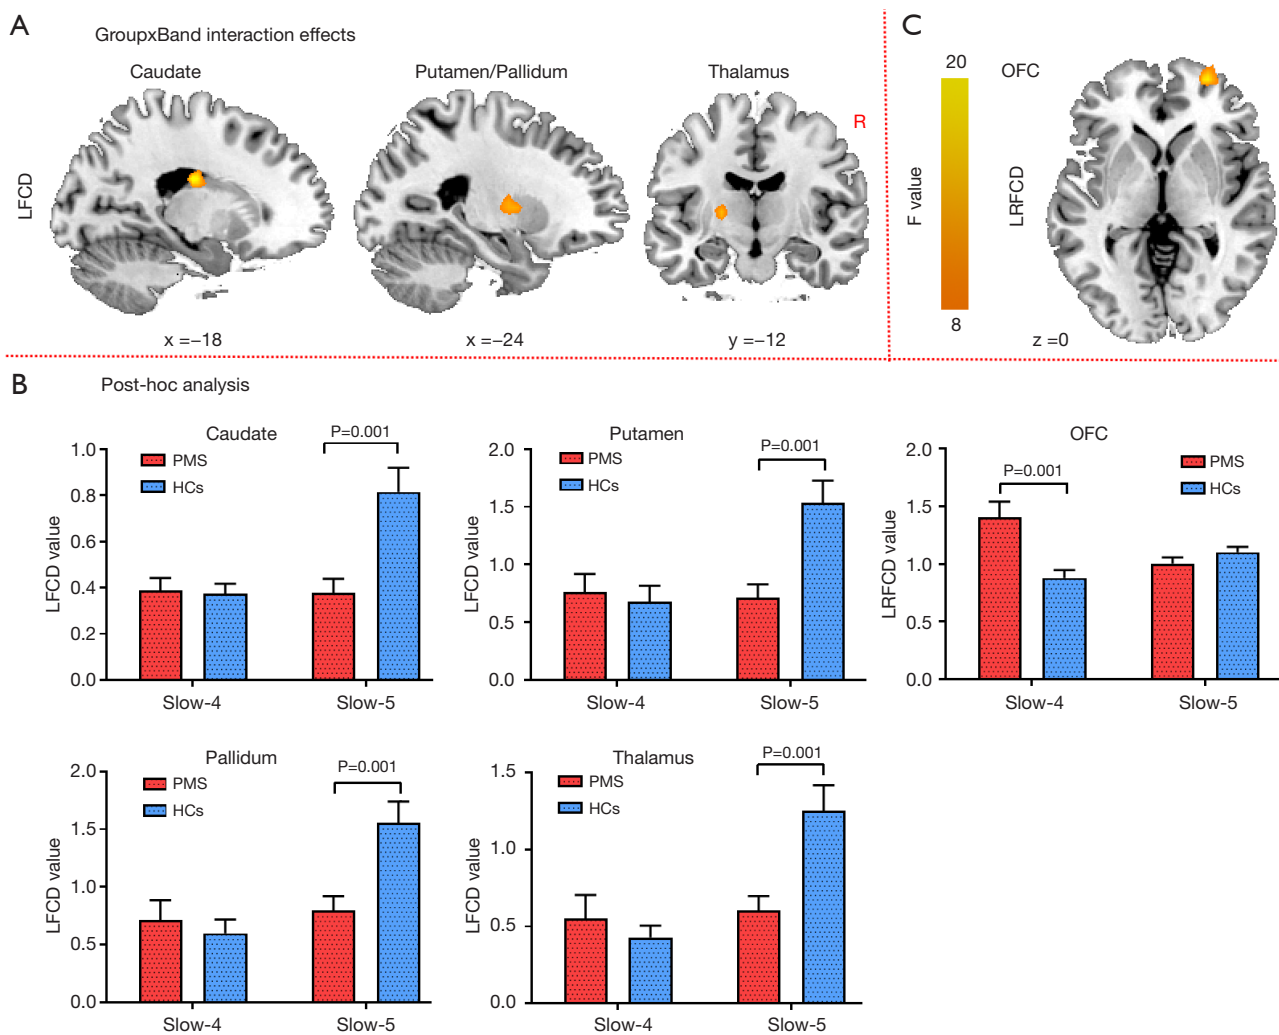 A
GroupxBand interaction effects
Caudate
Putamen/Pallidum
Thalamus
R
LFCD
x =−18
x =−24
y =−12
C
20
F value
8
OFC
LRFCD
z =0
B
Post-hoc analysis
Caudate
P=0.001
PMS
HCs
LFCD value
1.0
0.8
0.6
0.4
0.2
0.0
Slow-4
Slow-5
Putamen
P=0.001
PMS
HCs
LFCD value
2.0
1.5
1.0
0.5
0.0
Slow-4
Slow-5
OFC
P=0.001
PMS
HCs
LRFCD value
2.0
1.5
1.0
0.5
0.0
Slow-4
Slow-5
Pallidum
P=0.001
PMS
HCs
LFCD value
2.0
1.5
1.0
0.5
0.0
Slow-4
Slow-5
Thalamus
P=0.001
PMS
HCs
LFCD value
1.5
1.0
0.5
0.0
Slow-4
Slow-5